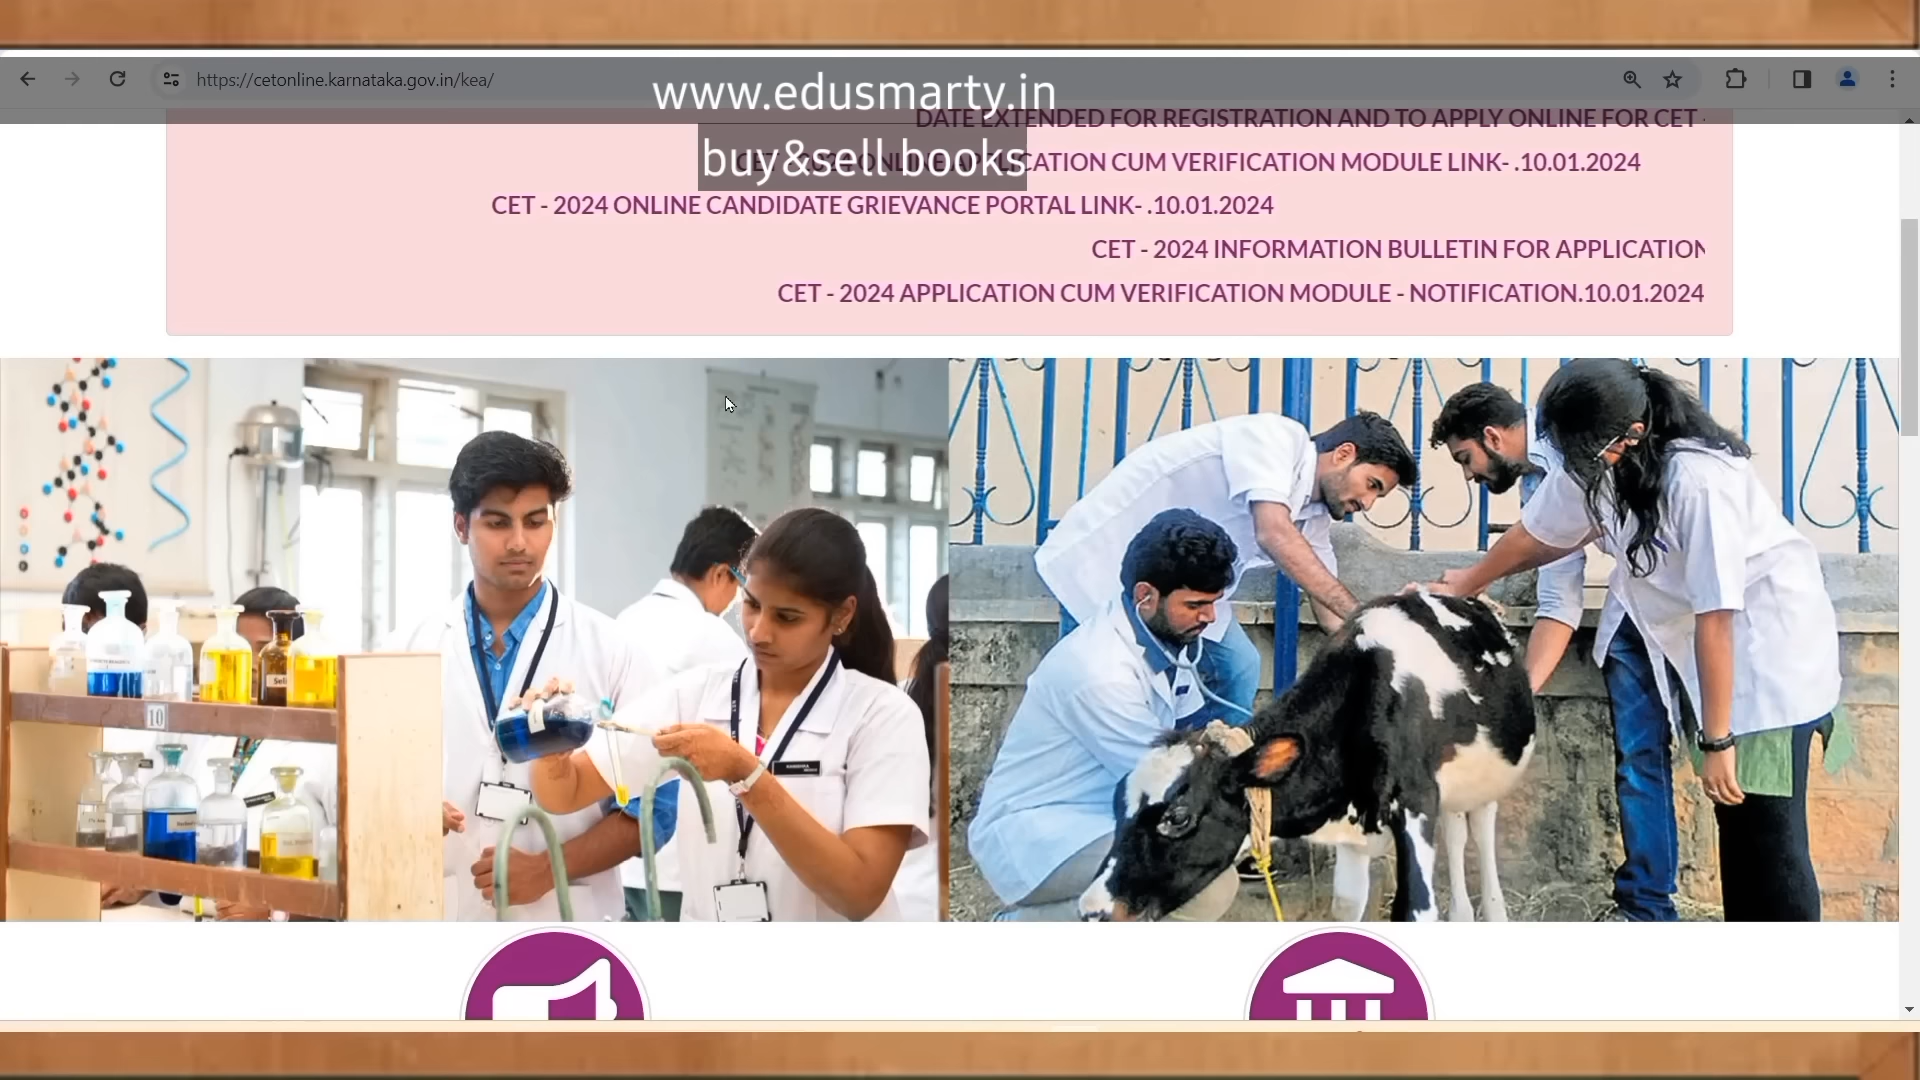 https://cetonline.karnataka.gov.in/kea/
www.edusmarty.in
DATE EXTENDED FOR REGISTRATION AND TO APPLY ONLINE FOR CET -
buy&sell books
CATION CUM VERIFICATION MODULE LINK- .10.01.2024
CET - 2024 ONLINE CANDIDATE GRIEVANCE PORTAL LINK- .10.01.2024
CET - 2024 INFORMATION BULLETIN FOR APPLICATION
CET - 2024 APPLICATION CUM VERIFICATION MODULE - NOTIFICATION.10.01.2024
10